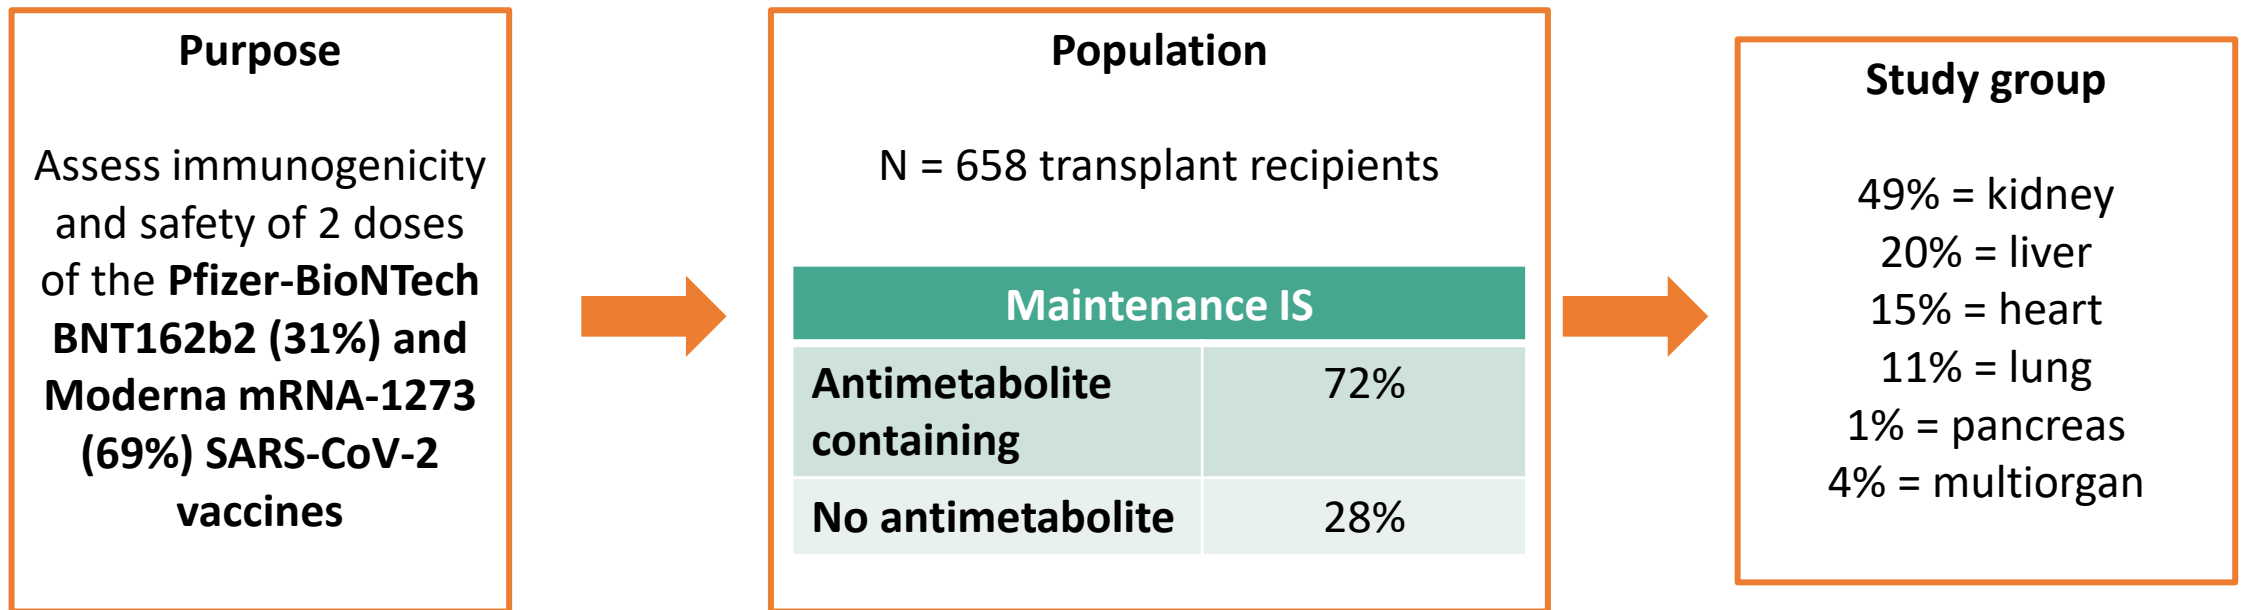 Purpose
Assess immunogenicity
and safety of 2 doses
of the Pfizer-BioNTech
BNT162b2 (31%) and
Moderna mRNA-1273
(69%) SARS-CoV-2
vaccines
Population
N = 658 transplant recipients
Maintenance IS
Antimetabolite
containing
72%
No antimetabolite
28%
Study group
49% = kidney
20% = liver
15% = heart
11% = lung
1% = pancreas
4% = multiorgan